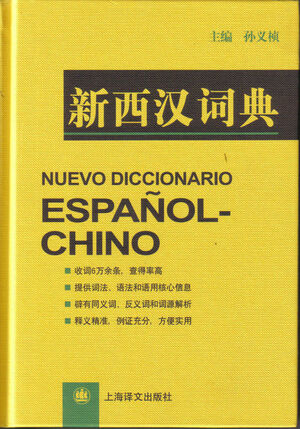 主编 孙义桢
新西汉词典
NUEVO DICCIONARIO
ESPAÑOL-
CHINO
收词6万余条，查得率高
提供词法、语法和语用核心信息
辟有同义词、反义词和词源解析
释义精准，例证充分，方便实用
上海译文出版社